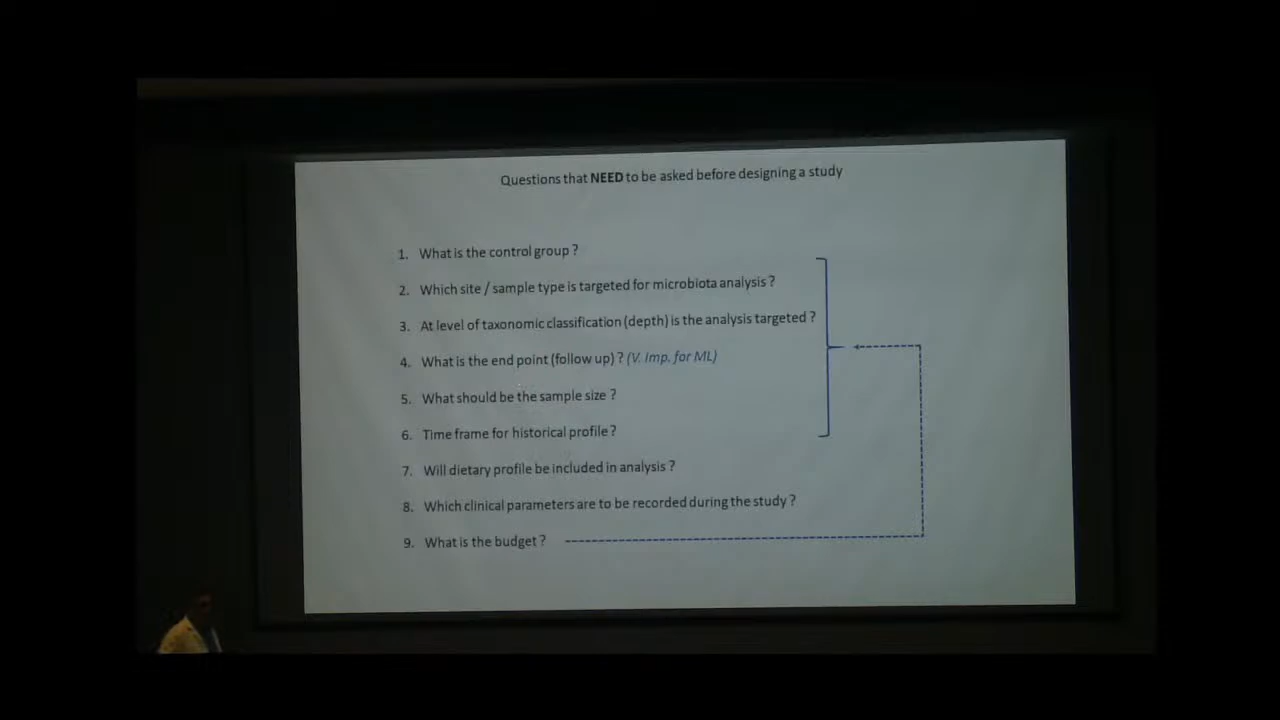 Questions that NEED to be asked before designing a study
1. What is the control group ?
2. Which site / sample type is targeted for microbiota analysis ?
3. At level of taxonomic classification (depth) is the analysis targeted ?
4. What is the end point (follow up) ? (V. Imp. for ML)
5. What should be the sample size ?
6. Time frame for historical profile ?
7. Will dietary profile be included in analysis ?
8. Which clinical parameters are to be recorded during the study ?
9. What is the budget ?